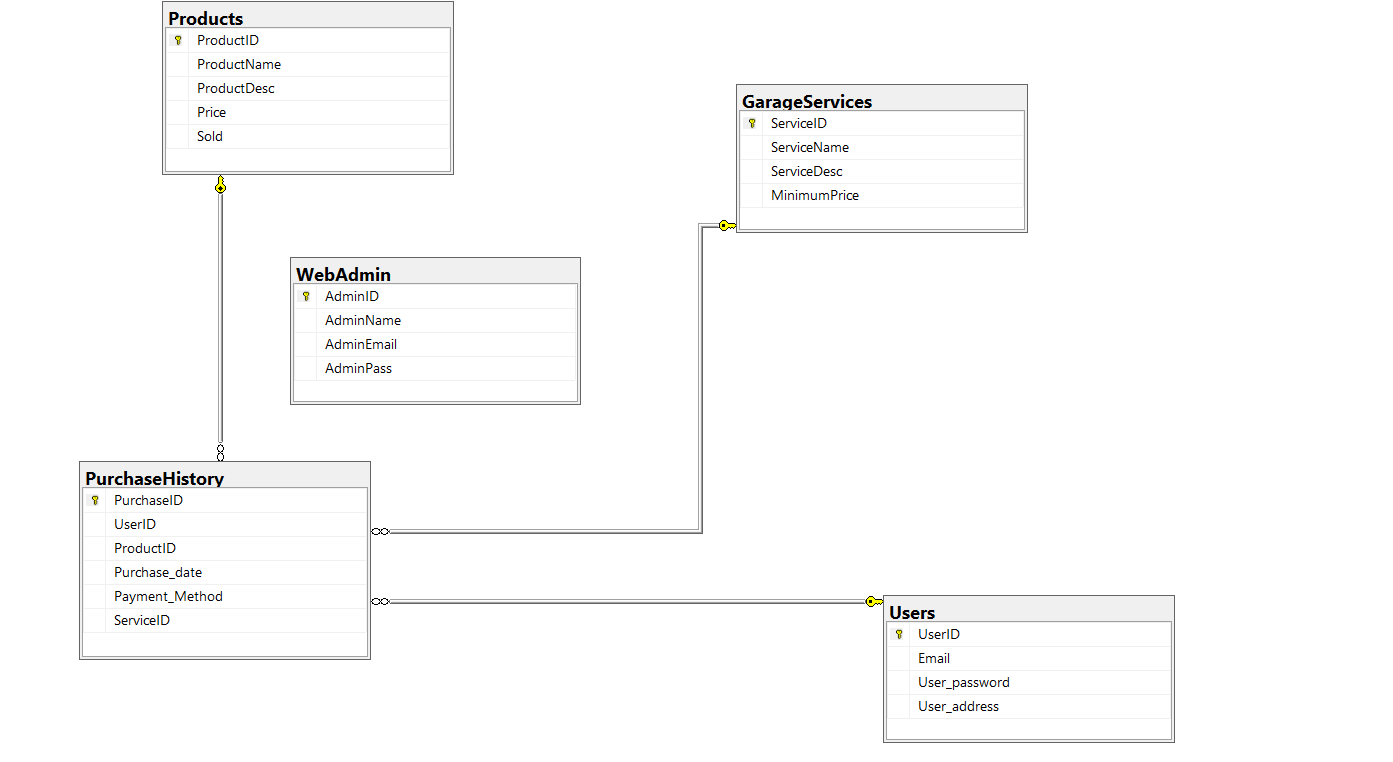 Products
ProductID
ProductName
ProductDesc
Price
Sold
GarageServices
ServiceID
ServiceName
ServiceDesc
MinimumPrice
WebAdmin
AdminID
AdminName
AdminEmail
AdminPass
PurchaseHistory
PurchaseID
UserID
ProductID
Purchase_date
Payment_Method
ServiceID
Users
UserID
Email
User_password
User_address